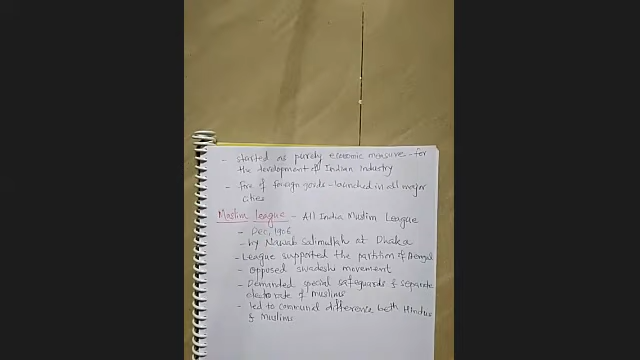 - started as purely economic measure - for
the development of Indian Industry
- Fire of foreign goods - launched in all major
cities
Muslim League - All India Muslim League
- Dec, 1906
- by Nawab Salimullah at Dhaka
- League supported the partition of Bengal
- opposed swadeshi movement
- Demanded special safeguards & separate
electorate of muslims
- led to communal difference beth Hindus
& Muslims